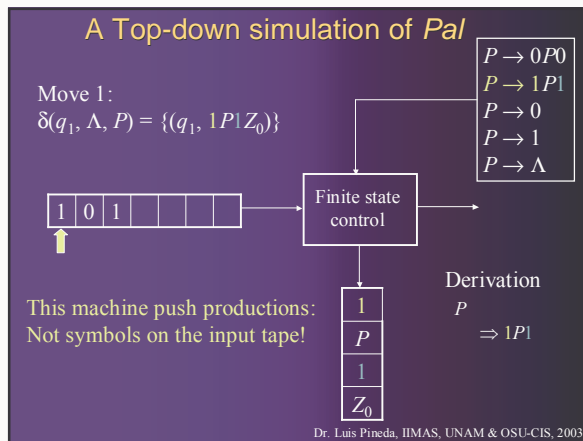 A Top-down simulation of Pal
P → 0P0
P → 1P1
P → 0
P → 1
P → Λ
Move 1:
δ(q₁, Λ, P) = {(q₁, 1P1Z₀)}
1 0 1
Finite state
control
This machine push productions:
Not symbols on the input tape!
1
P
1
Z₀
Derivation
P
⇒ 1P1
Dr. Luis Pineda, IIMAS, UNAM & OSU-CIS, 2003